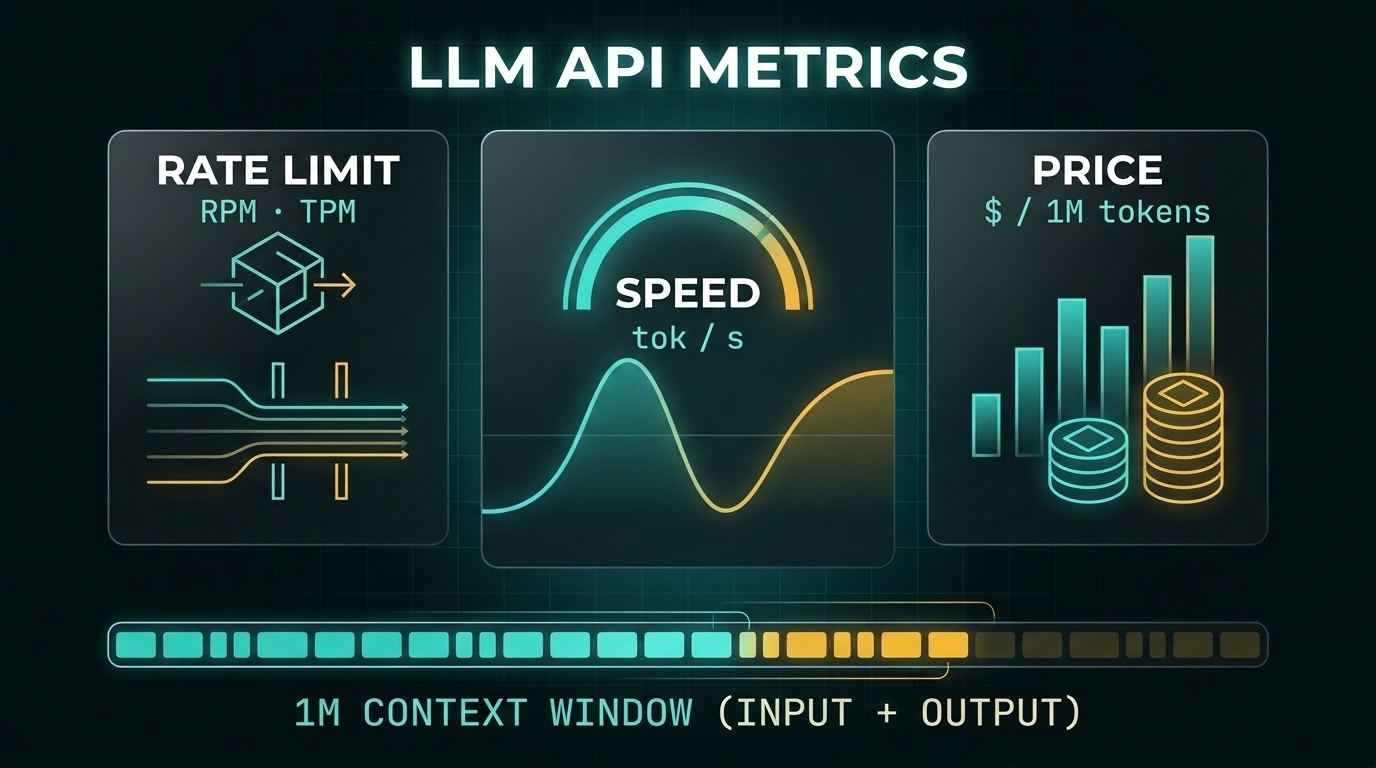 LLM API METRICS
RATE LIMIT
RPM · TPM
SPEED
tok / s
PRICE
$ / 1M tokens
1M CONTEXT WINDOW (INPUT + OUTPUT)